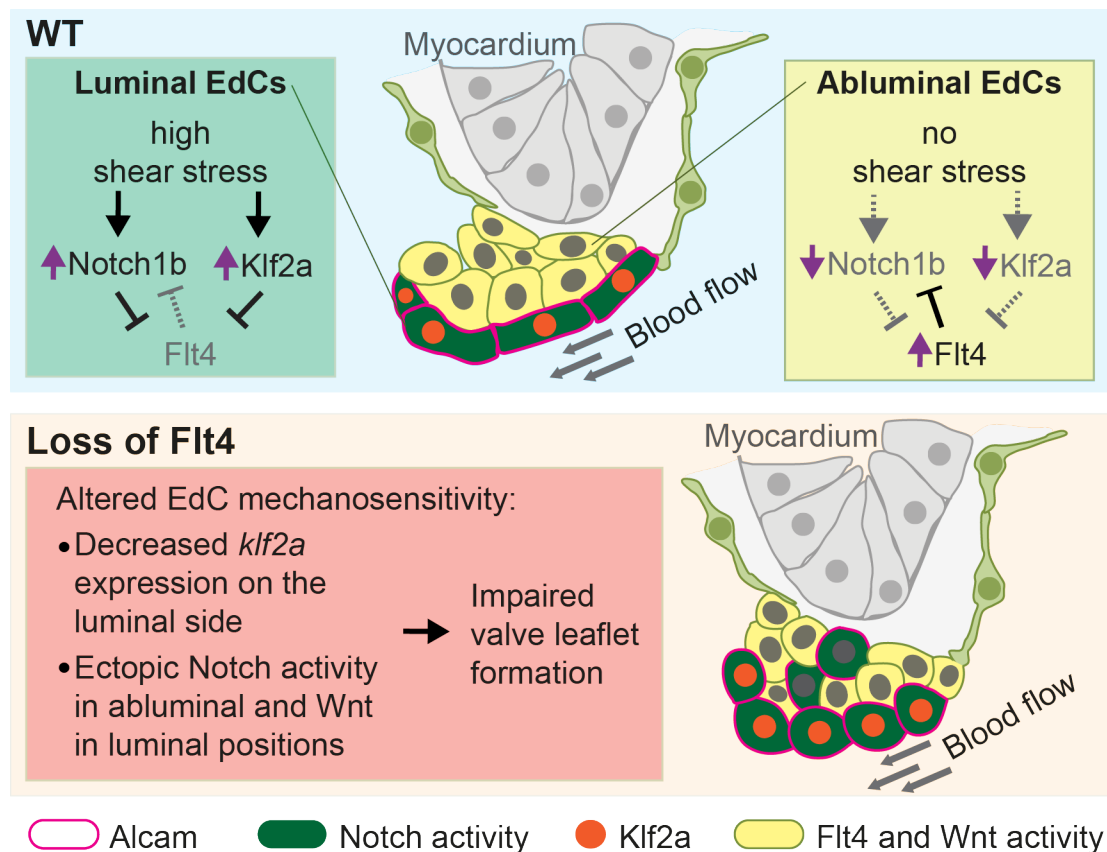 WT
Myocardium
Luminal EdCs
high
shear stress
Notch1b
Klf2a
Flt4
Blood flow
Abluminal EdCs
no
shear stress
Notch1b
Klf2a
Flt4
Loss of Flt4
Altered EdC mechanosensitivity:
• Decreased klf2a
expression on the
luminal side
• Ectopic Notch activity
in abluminal and Wnt
in luminal positions
Impaired
valve leaflet
formation
Myocardium
Blood flow
Alcam
Notch activity
Klf2a
Flt4 and Wnt activity